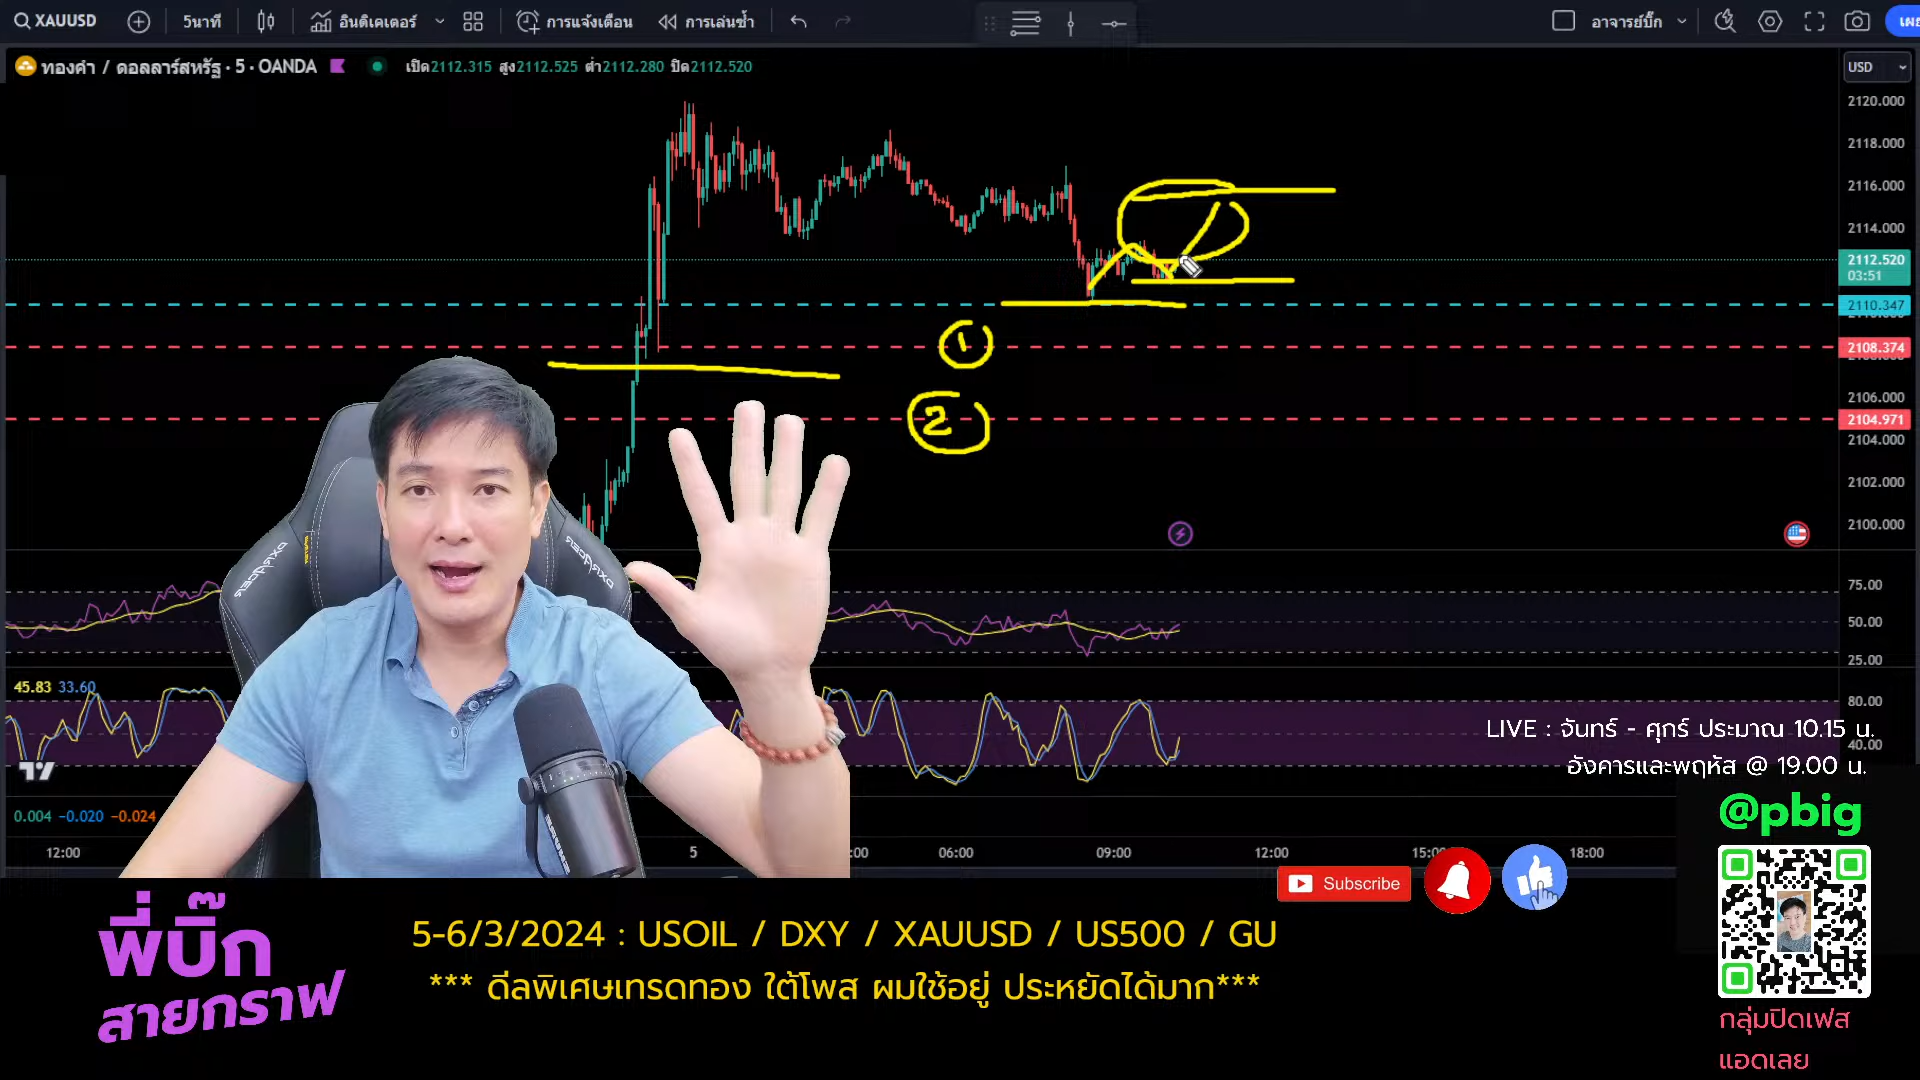 XAUUSD
5นาที
อินดิเคเตอร์
การแจ้งเตือน
การเล่นซ้ำ
อาจารย์บิ๊ก
เผย
ทองคำ / ดอลลาร์สหรัฐ · 5 · OANDA
เปิด2112.315 สูง2112.525 ต่ำ2112.280 ปิด2112.520
USD
2120.000
2118.000
2116.000
2114.000
2112.520
03:51
2110.347
2108.374
2106.000
2104.971
2104.000
2102.000
2100.000
1
2
DXRACER
DXRACER
75.00
50.00
25.00
45.83 33.60
80.00
40.00
LIVE : จันทร์ - ศุกร์ ประมาณ 10.15 น.
อังคารและพฤหัส @ 19.00 น.
0.004 −0.020 −0.024
@pbig
12:00
5
:00
06:00
09:00
12:00
15:00
18:00
Subscribe
พี่บิ๊ก
สายกราฟ
5-6/3/2024 : USOIL / DXY / XAUUSD / US500 / GU
*** ดีลพิเศษเทรดทอง ใต้โพส ผมใช้อยู่ ประหยัดได้มาก***
กลุ่มปิดเฟส
แอดเลย